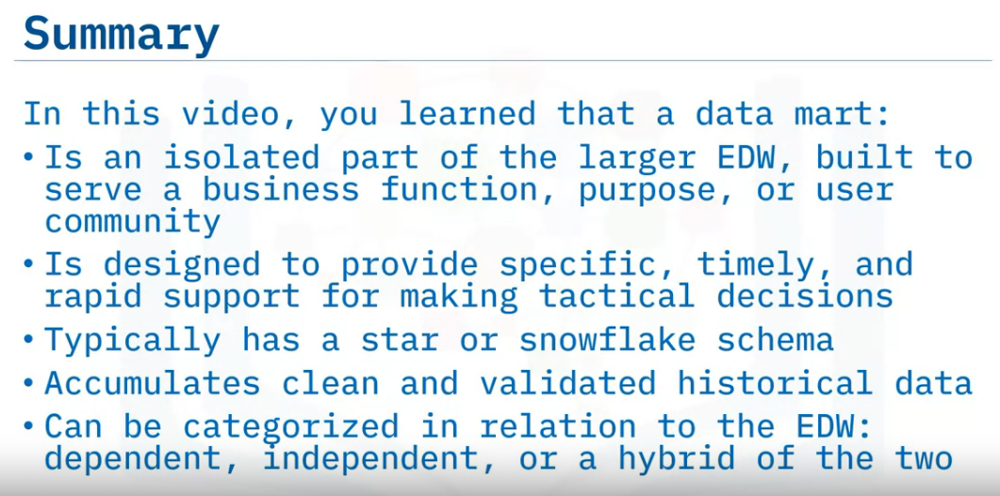 Summary
In this video, you learned that a data mart:
• Is an isolated part of the larger EDW, built to
serve a business function, purpose, or user
community
• Is designed to provide specific, timely, and
rapid support for making tactical decisions
• Typically has a star or snowflake schema
• Accumulates clean and validated historical data
• Can be categorized in relation to the EDW:
dependent, independent, or a hybrid of the two